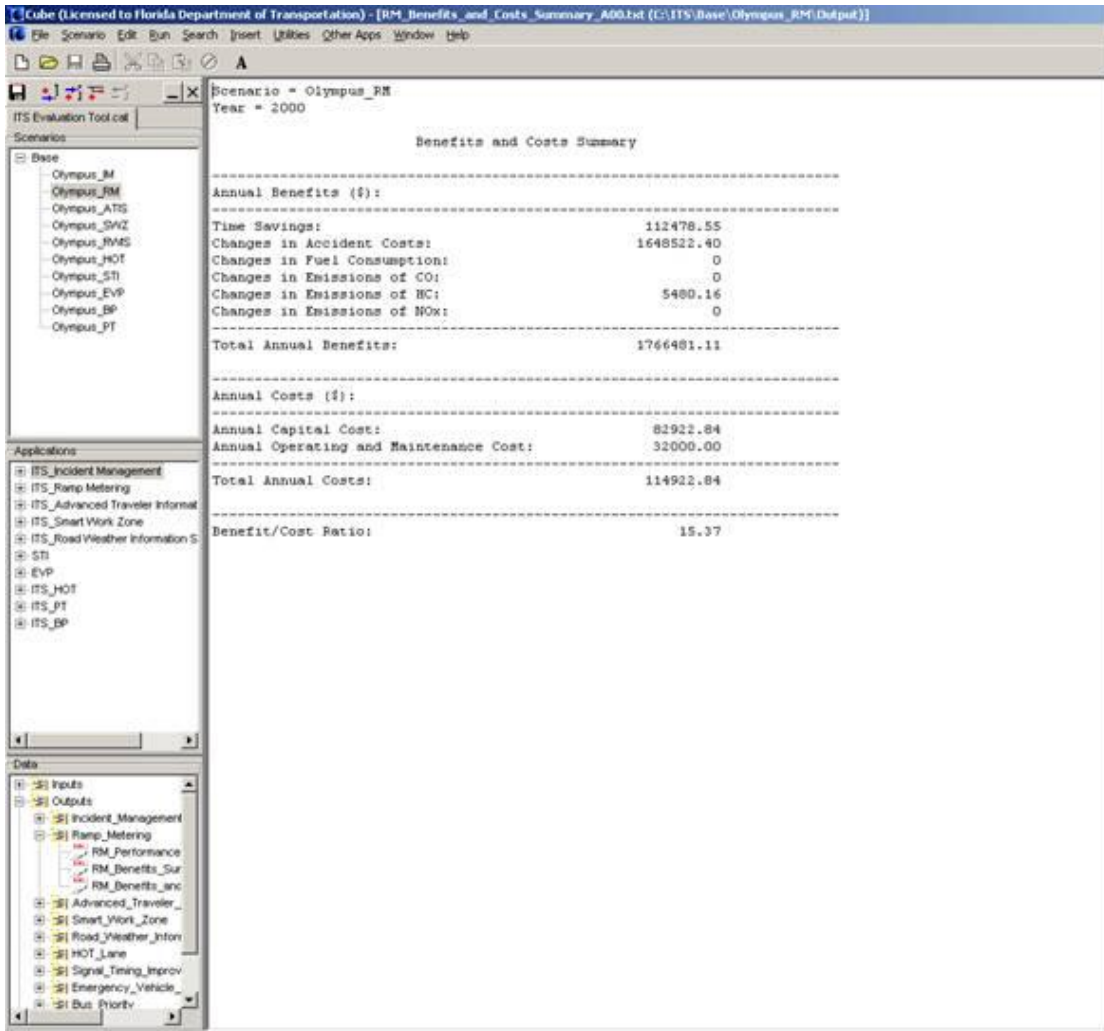 Cube (Licensed to Florida Department of Transportation) - [RM_Benefits_and_Costs_Summary_A00.txt (C:\ITS\Base\Olympus_RM\Output)]
File Scenario Edit Run Search Insert Utilities Other Apps Window Help
A
ITS Evaluation Tool.cat
Scenarios
Base
Olympus_IM
Olympus_RM
Olympus_ATIS
Olympus_SWZ
Olympus_RWIS
Olympus_HOT
Olympus_STI
Olympus_EVP
Olympus_BP
Olympus_PT
Applications
ITS_Incident Management
ITS_Ramp Metering
ITS_Advanced Traveler Informat
ITS_Smart Work Zone
ITS_Road Weather Information S
STI
EVP
ITS_HOT
ITS_PT
ITS_BP
Data
Inputs
Outputs
Incident_Management
Ramp_Metering
RM_Performance
RM_Benefits_Sur
RM_Benefits_anc
Advanced_Traveler_
Smart_Work_Zone
Road_Weather_Inforr
HOT_Lane
Signal_Timing_Improv
Emergency_Vehicle_
Bus_Priority
Scenario = Olympus_RM
Year = 2000
Benefits and Costs Summary
Annual Benefits ($):
Time Savings: 112478.55
Changes in Accident Costs: 1648522.40
Changes in Fuel Consumption: 0
Changes in Emissions of CO: 0
Changes in Emissions of HC: 5480.16
Changes in Emissions of NOx: 0
Total Annual Benefits: 1766481.11
Annual Costs ($):
Annual Capital Cost: 82922.84
Annual Operating and Maintenance Cost: 32000.00
Total Annual Costs: 114922.84
Benefit/Cost Ratio: 15.37